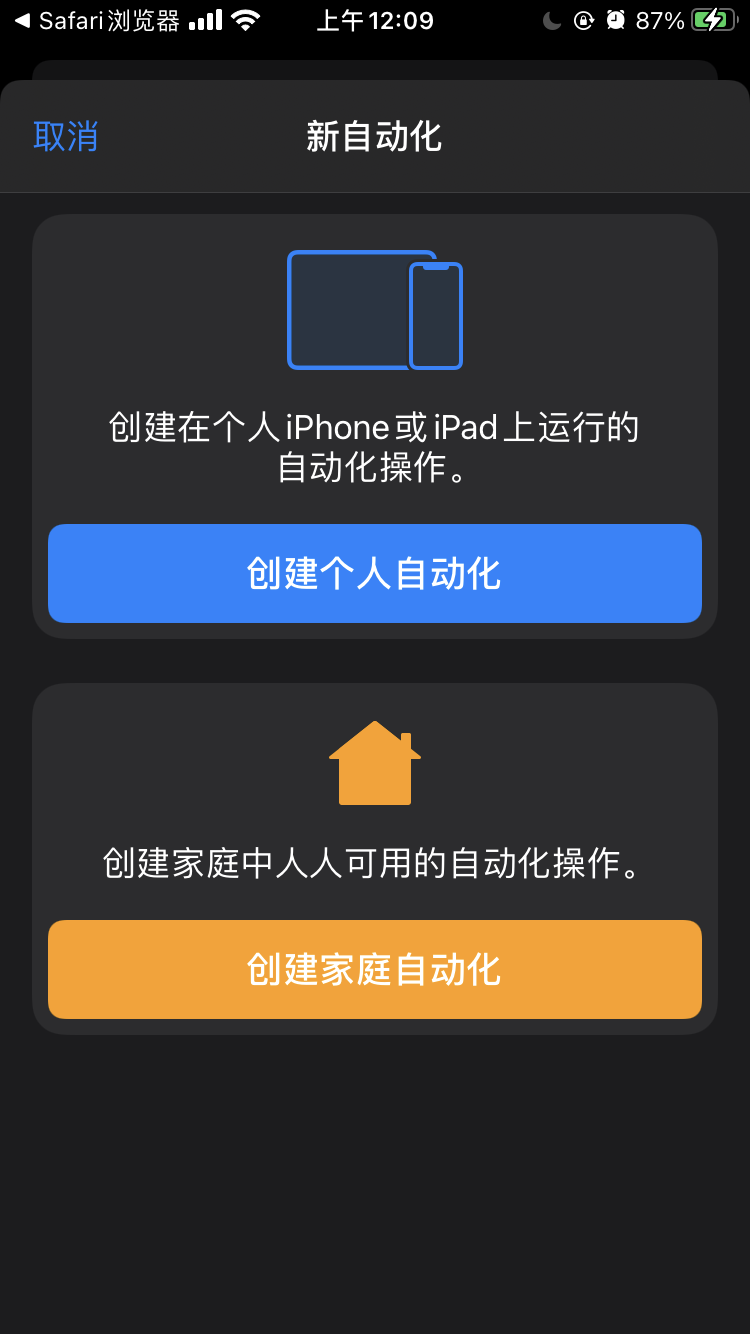 Safari浏览器
上午12:09
87%
取消
新自动化
创建在个人iPhone或iPad上运行的
自动化操作。
创建个人自动化
创建家庭中人人可用的自动化操作。
创建家庭自动化